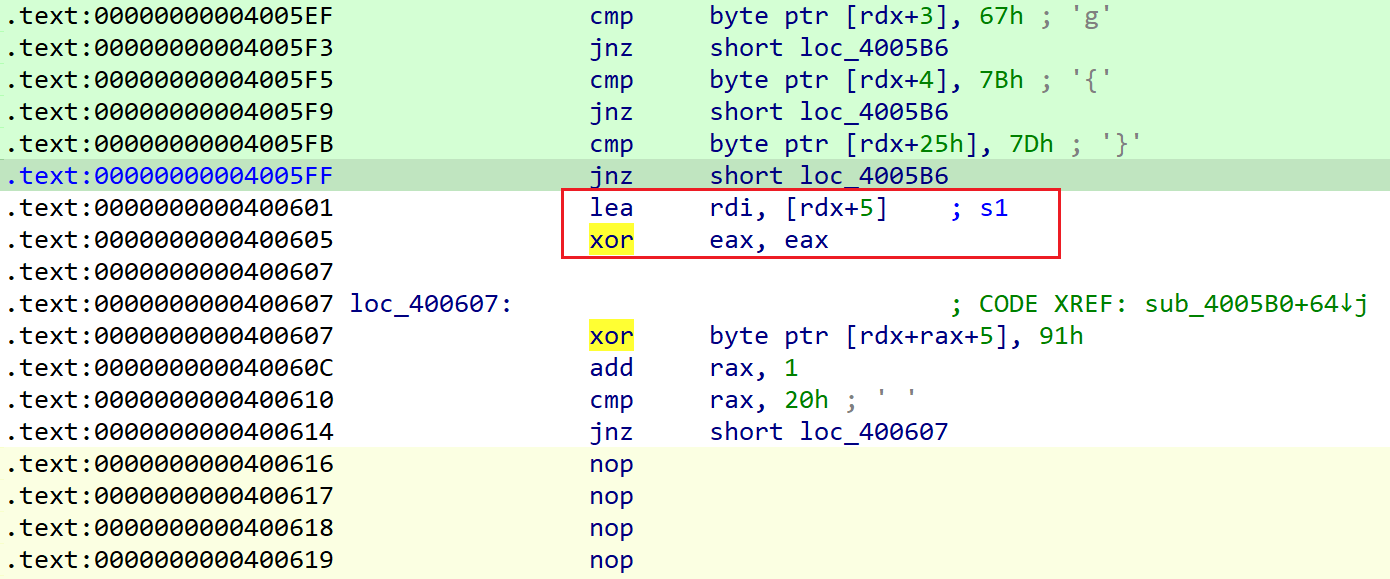 .text:00000000004005EF cmp byte ptr [rdx+3], 67h ; 'g'
.text:00000000004005F3 jnz short loc_4005B6
.text:00000000004005F5 cmp byte ptr [rdx+4], 7Bh ; '{'
.text:00000000004005F9 jnz short loc_4005B6
.text:00000000004005FB cmp byte ptr [rdx+25h], 7Dh ; '}'
.text:00000000004005FF jnz short loc_4005B6
.text:0000000000400601 lea rdi, [rdx+5] ; s1
.text:0000000000400605 xor eax, eax
.text:0000000000400607
.text:0000000000400607 loc_400607: ; CODE XREF: sub_4005B0+64↓j
.text:0000000000400607 xor byte ptr [rdx+rax+5], 91h
.text:000000000040060C add rax, 1
.text:0000000000400610 cmp rax, 20h ; ' '
.text:0000000000400614 jnz short loc_400607
.text:0000000000400616 nop
.text:0000000000400617 nop
.text:0000000000400618 nop
.text:0000000000400619 nop